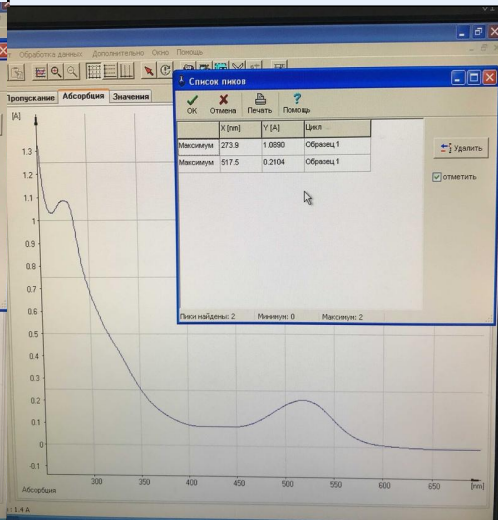 Обработка данных Дополнительно Окно Помощь
Пропускание Абсорбция Значения
[A]
1.3
1.2
1.1
1
0.9
0.8
0.7
0.6
0.5
0.4
0.3
0.2
0.1
0
-0.1
300 350 400 450 500 550 600 650 [nm]
Абсорбция
: 1.4 A
Список пиков
OK Отмена Печать Помощь
X [nm] Y [A] Цикл
Максимум 273.9 1.0890 Образец 1
Максимум 517.5 0.2104 Образец 1
Удалить
отметить
Пики найдены: 2 Минимум: 0 Максимум: 2